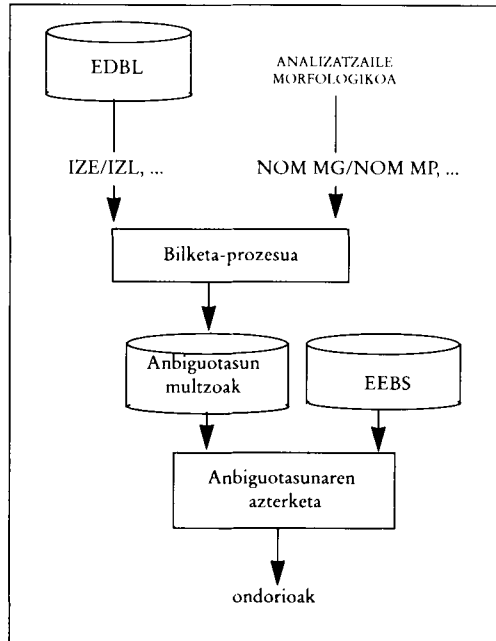 EDBL
ANALIZATZAILE
MORFOLOGIKOA
IZE/IZL, ...
NOM MG/NOM MP, ...
Bilketa-prozesua
Anbiguotasun
multzoak
EEBS
Anbiguotasunaren
azterketa
ondorioak